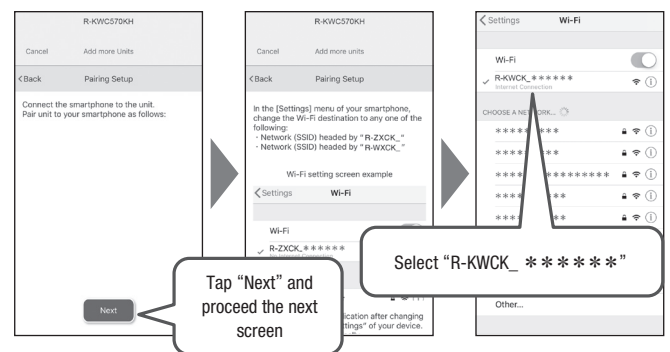 R-KWC570KH
Cancel Add more Units
<Back Pairing Setup
Connect the smartphone to the unit.
Pair unit to your smartphone as follows:
Next
Tap “Next” and
proceed the next
screen
R-KWC570KH
Cancel Add more units
<Back Pairing Setup
In the [Settings] menu of your smartphone,
change the Wi-Fi destination to any one of the
following:
· Network (SSID) headed by “R-ZXCK_”
· Network (SSID) headed by “R-WXCK_”
Wi-Fi setting screen example
<Settings Wi-Fi
Wi-Fi
✓ R-ZXCK_******
No Internet Connection
lication after changing
ttings” of your device.
<Settings Wi-Fi
Wi-Fi
✓ R-KWCK_******
Internet Connection
CHOOSE A NETWORK...
Select “R-KWCK_ ******”
Other...